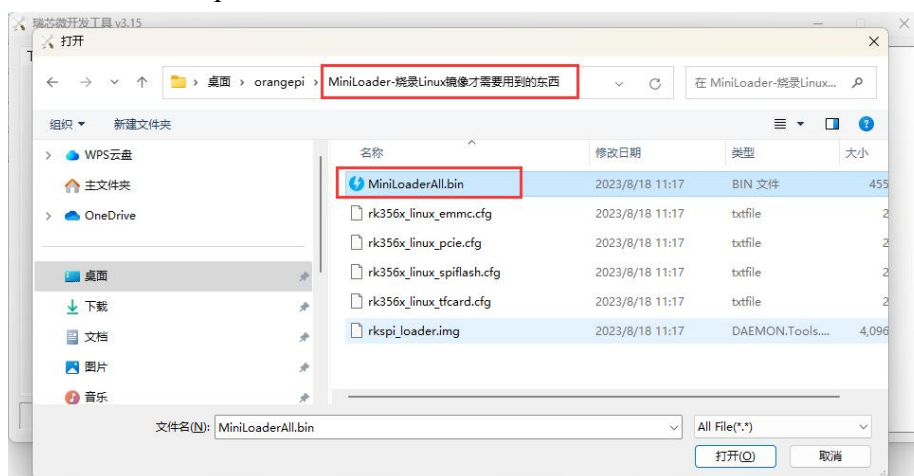 瑞芯微开发工具 v3.15
打开
桌面 › orangepi › MiniLoader-烧录Linux镜像才需要用到的东西
在 MiniLoader-烧录Linux...
组织 新建文件夹
名称 修改日期 类型 大小
WPS云盘
主文件夹
OneDrive
桌面
下载
文档
图片
音乐
MiniLoaderAll.bin 2023/8/18 11:17 BIN 文件 455
rk356x_linux_emmc.cfg 2023/8/18 11:17 txtfile 2
rk356x_linux_pcie.cfg 2023/8/18 11:17 txtfile 2
rk356x_linux_spiflash.cfg 2023/8/18 11:17 txtfile 2
rk356x_linux_tfcard.cfg 2023/8/18 11:17 txtfile 2
rkspi_loader.img 2023/8/18 11:17 DAEMON.Tools.... 4,096
文件名(N): MiniLoaderAll.bin
All File(*.*)
打开(O) 取消